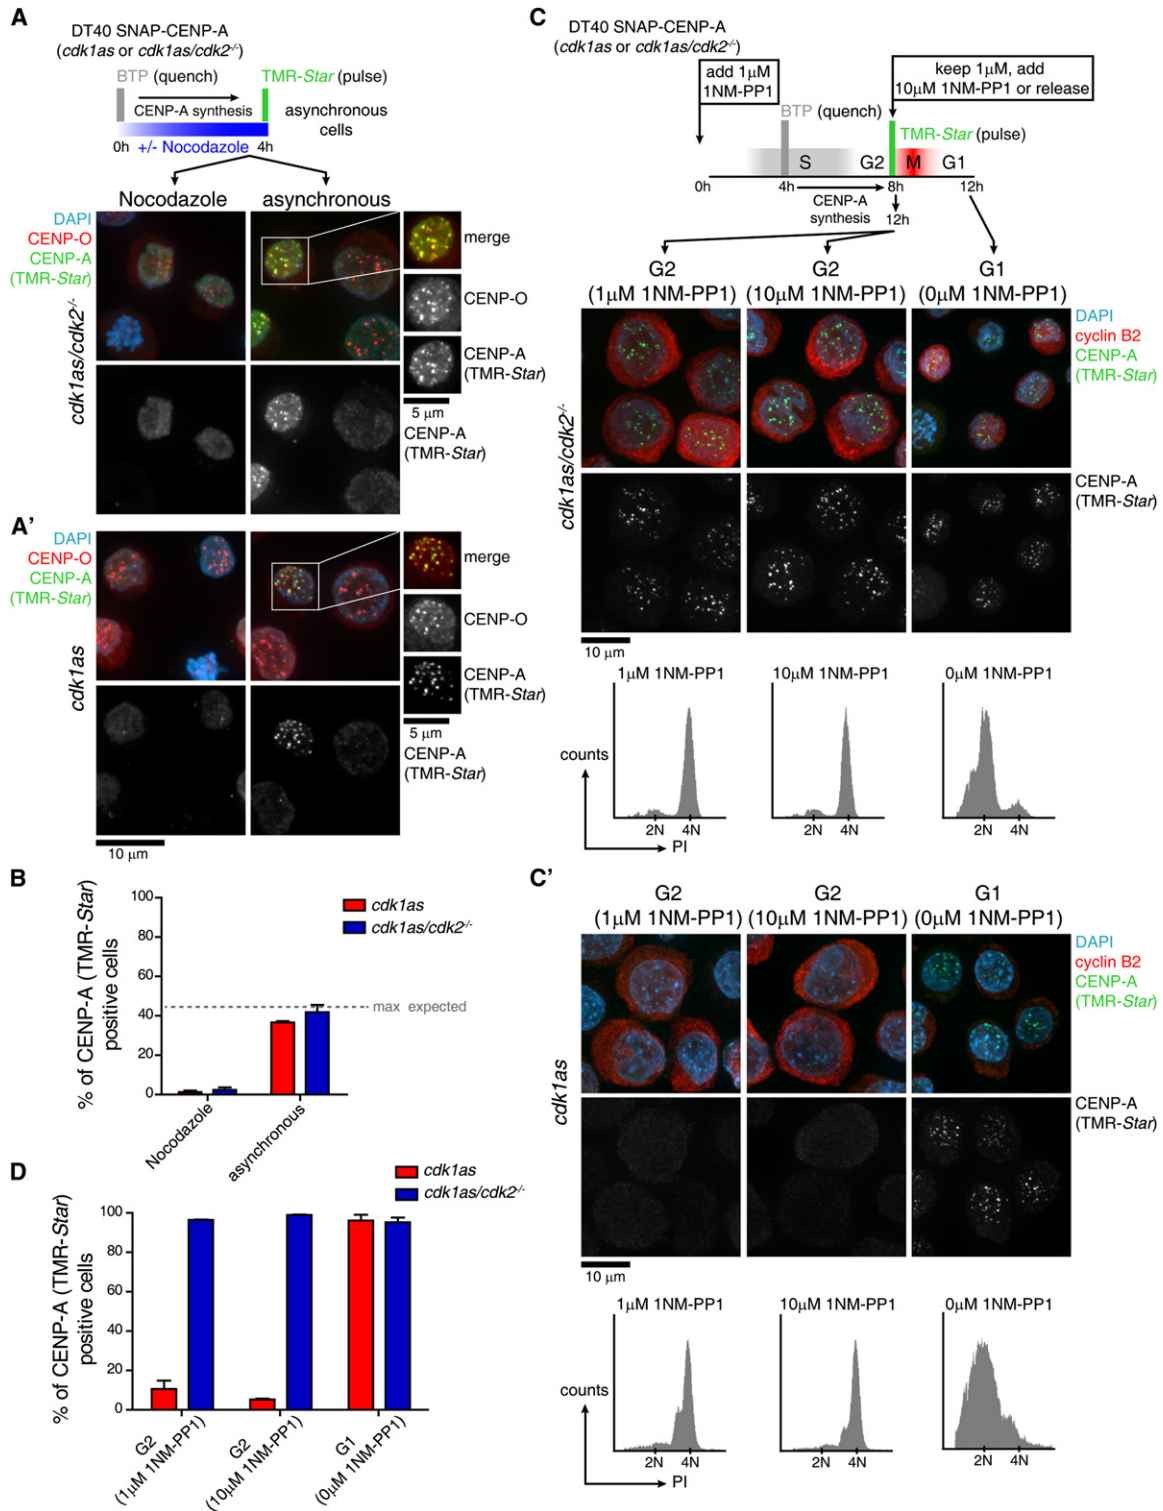 A
DT40 SNAP-CENP-A
(cdk1as or cdk1as/cdk2-/-)
BTP (quench)
TMR-Star (pulse)
CENP-A synthesis
asynchronous
cells
0h
+/- Nocodazole
4h
Nocodazole
asynchronous
DAPI
CENP-O
CENP-A
(TMR-Star)
cdk1as/cdk2-/-
merge
CENP-O
CENP-A
(TMR-Star)
5 µm
CENP-A
(TMR-Star)
A'
DAPI
CENP-O
CENP-A
(TMR-Star)
cdk1as
merge
CENP-O
CENP-A
(TMR-Star)
5 µm
CENP-A
(TMR-Star)
10 µm
B
% of CENP-A (TMR-Star)
positive cells
100
80
60
40
20
0
cdk1as
cdk1as/cdk2-/-
max expected
Nocodazole
asynchronous
D
% of CENP-A (TMR-Star)
positive cells
100
80
60
40
20
0
cdk1as
cdk1as/cdk2-/-
G2
(1µM 1NM-PP1)
G2
(10µM 1NM-PP1)
G1
(0µM 1NM-PP1)
C
DT40 SNAP-CENP-A
(cdk1as or cdk1as/cdk2-/-)
add 1µM
1NM-PP1
keep 1µM, add
10µM 1NM-PP1 or release
BTP (quench)
TMR-Star (pulse)
S
G2
M
G1
0h
4h
8h
12h
CENP-A
synthesis
12h
G2
(1µM 1NM-PP1)
G2
(10µM 1NM-PP1)
G1
(0µM 1NM-PP1)
DAPI
cyclin B2
CENP-A
(TMR-Star)
cdk1as/cdk2-/-
CENP-A
(TMR-Star)
10 µm
1µM 1NM-PP1
10µM 1NM-PP1
0µM 1NM-PP1
counts
2N
4N
2N
4N
2N
4N
PI
C'
G2
(1µM 1NM-PP1)
G2
(10µM 1NM-PP1)
G1
(0µM 1NM-PP1)
DAPI
cyclin B2
CENP-A
(TMR-Star)
cdk1as
CENP-A
(TMR-Star)
10 µm
1µM 1NM-PP1
10µM 1NM-PP1
0µM 1NM-PP1
counts
2N
4N
2N
4N
2N
4N
PI